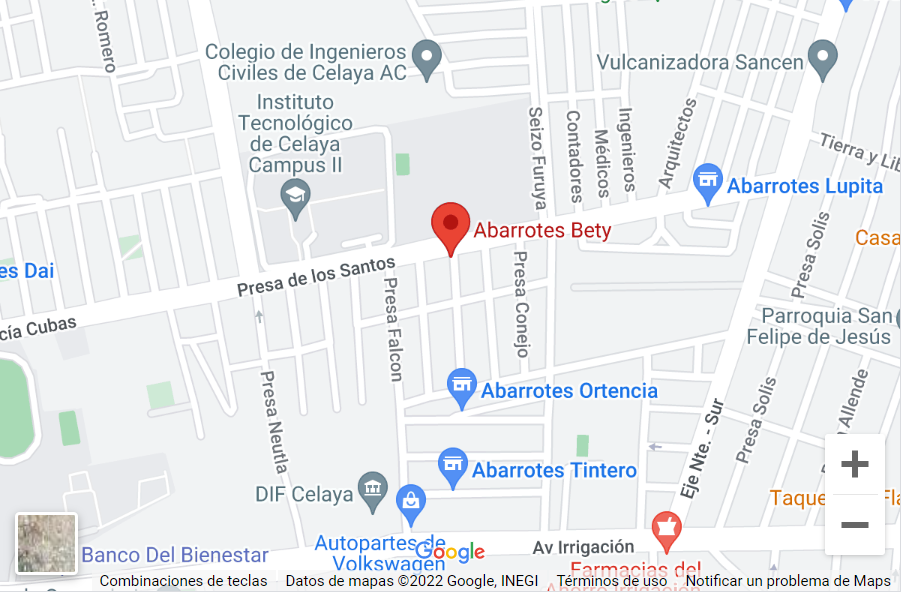 Romero
Colegio de Ingenieros
Civiles de Celaya AC
Vulcanizadora Sancen
Instituto
Tecnológico
de Celaya
Campus II
Seizo Furuya
Contadores
Médicos
Ingenieros
Arquitectos
Tierra y Lib
Abarrotes Lupita
Abarrotes Bety
Presa Solis
Casa
es Dai
Presa de los Santos
Presa Conejo
Presa Falcon
cía Cubas
Parroquia San
Felipe de Jesús
Presa Neutla
Abarrotes Ortencia
Presa Solis
Allende
Eje Nte. - Sur
Abarrotes Tintero
DIF Celaya
Taque
Fla
Autopartes de
Volkswagen
Google
Av Irrigación
Banco Del Bienestar
Farmacias del
Ahorro Irrigación
Combinaciones de teclas
Datos de mapas ©2022 Google, INEGI
Términos de uso
Notificar un problema de Maps